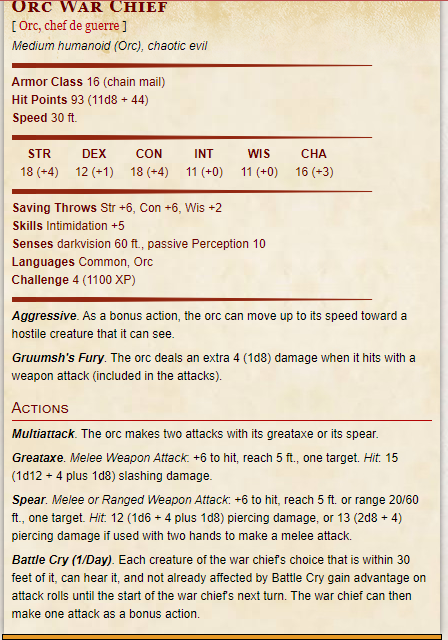 Orc War Chief
[ Orc, chef de guerre ]
Medium humanoid (Orc), chaotic evil
Armor Class 16 (chain mail)
Hit Points 93 (11d8 + 44)
Speed 30 ft.
STR DEX CON INT WIS CHA
18 (+4) 12 (+1) 18 (+4) 11 (+0) 11 (+0) 16 (+3)
Saving Throws Str +6, Con +6, Wis +2
Skills Intimidation +5
Senses darkvision 60 ft., passive Perception 10
Languages Common, Orc
Challenge 4 (1100 XP)
Aggressive. As a bonus action, the orc can move up to its speed toward a
hostile creature that it can see.
Gruumsh's Fury. The orc deals an extra 4 (1d8) damage when it hits with a
weapon attack (included in the attacks).
Actions
Multiattack. The orc makes two attacks with its greataxe or its spear.
Greataxe. Melee Weapon Attack: +6 to hit, reach 5 ft., one target. Hit: 15
(1d12 + 4 plus 1d8) slashing damage.
Spear. Melee or Ranged Weapon Attack: +6 to hit, reach 5 ft. or range 20/60
ft., one target. Hit: 12 (1d6 + 4 plus 1d8) piercing damage, or 13 (2d8 + 4)
piercing damage if used with two hands to make a melee attack.
Battle Cry (1/Day). Each creature of the war chief's choice that is within 30
feet of it, can hear it, and not already affected by Battle Cry gain advantage on
attack rolls until the start of the war chief's next turn. The war chief can then
make one attack as a bonus action.